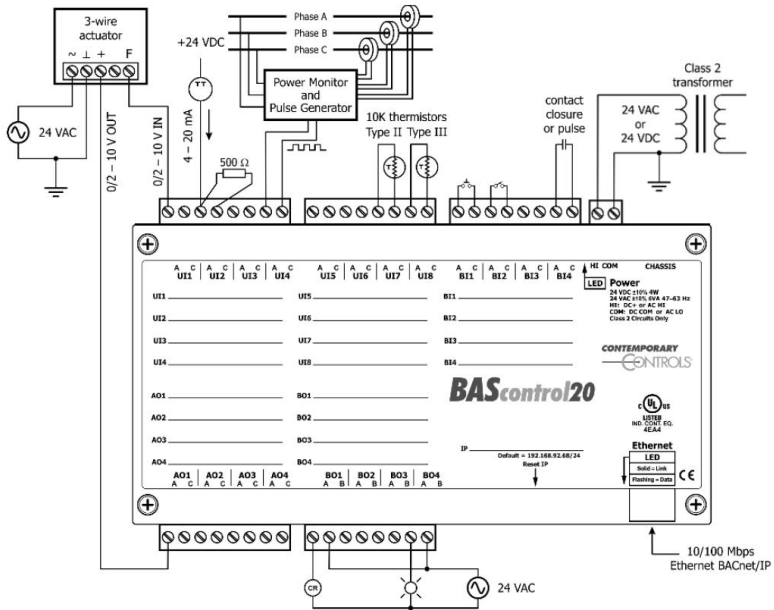 3-wire
actuator
~ ⊥ + F
24 VAC
0/2 – 10 V OUT
0/2 – 10 V IN
+24 VDC
TT
4 – 20 mA
500 Ω
Phase A
Phase B
Phase C
Power Monitor
and
Pulse Generator
10K thermistors
Type II Type III
T T
contact
closure
or pulse
Class 2
transformer
24 VAC
or
24 VDC
A C A C A C A C
UI1 UI2 UI3 UI4
A C A C A C A C
UI5 UI6 UI7 UI8
A C A C A C A C
BI1 BI2 BI3 BI4
HI COM CHASSIS
LED Power
24 VDC ±10% 4W
24 VAC ±10% 6VA 47–63 Hz
HI: DC+ or AC HI
COM: DC COM or AC LO
Class 2 Circuits Only
UI1 UI5 BI1
UI2 UI6 BI2
UI3 UI7 BI3
UI4 UI8 BI4
CONTEMPORARY
CONTROLS®
AO1 BO1
AO2 BO2
AO3 BO3
AO4 BO4
BAScontrol20
C UL US
LISTED
IND. CONT. EQ.
4EA4
IP
Default = 192.168.92.68/24
Reset IP
Ethernet
LED
Solid = Link
Flashing = Data
CE
AO1 AO2 AO3 AO4
A C A C A C A C
BO1 BO2 BO3 BO4
A B A B A B A B
CR
24 VAC
10/100 Mbps
Ethernet BACnet/IP